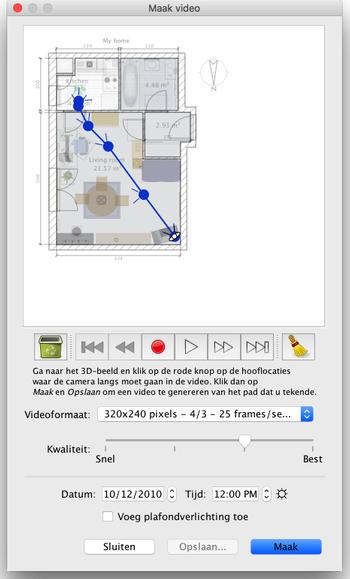 Maak video
My home
Kitchen
4.46 m²
2.93 m²
Living room
21.57 m²
N
Ga naar het 3D-beeld en klik op de rode knop op de hooflocaties
waar de camera langs moet gaan in de video. Klik dan op
Maak en Opslaan om een video te genereren van het pad dat u tekende.
Videoformaat: 320x240 pixels - 4/3 - 25 frames/se...
Kwaliteit:
Snel Best
Datum: 10/12/2010 Tijd: 12:00 PM
Voeg plafondverlichting toe
Sluiten Opslaan... Maak